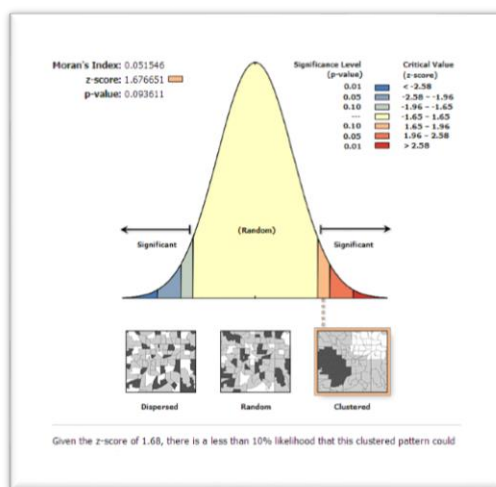 Moran's Index: 0.051546
z-score: 1.676651
p-value: 0.093611
Significance Level
(p-value)
Critical Value
(z-score)
0.01 < -2.58
0.05 -2.58 - -1.96
0.10 -1.96 - -1.65
--- -1.65 - 1.65
0.10 1.65 - 1.96
0.05 1.96 - 2.58
0.01 > 2.58
Significant
(Random)
Significant
Dispersed
Random
Clustered
Given the z-score of 1.68, there is a less than 10% likelihood that this clustered pattern could